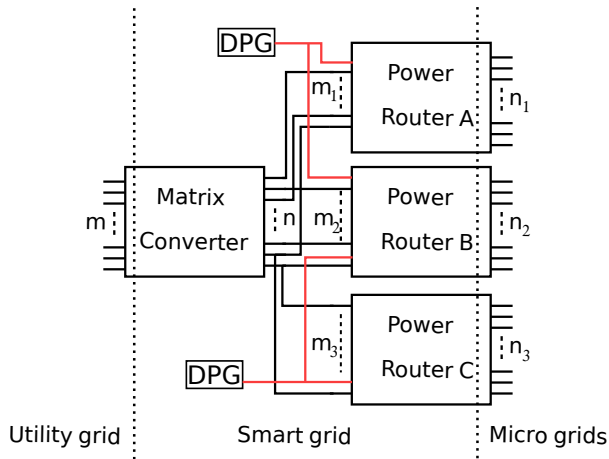 DPG
Power
Router A
m1
n1
Matrix
Converter
m
n
m2
Power
Router B
n2
Power
Router C
m3
n3
DPG
Utility grid
Smart grid
Micro grids